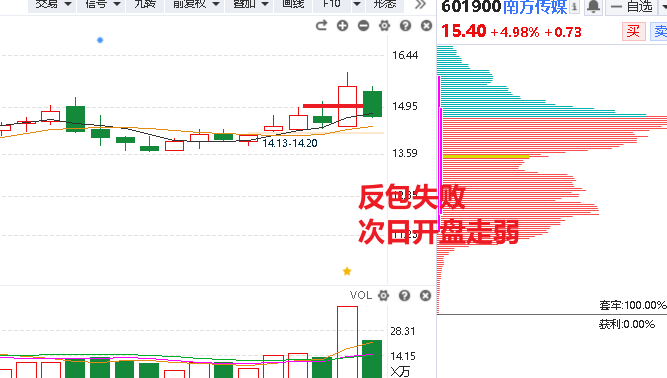 交易 信号 九转 前复权 叠加 画线 F10 形态
601900 南方传媒 自选
15.40 +4.98% +0.73 买 卖
16.44
14.95
14.13-14.20
13.59
反包失败
次日开盘走弱
套牢:100.00%
获利:0.00%
VOL
28.31
14.15
X万